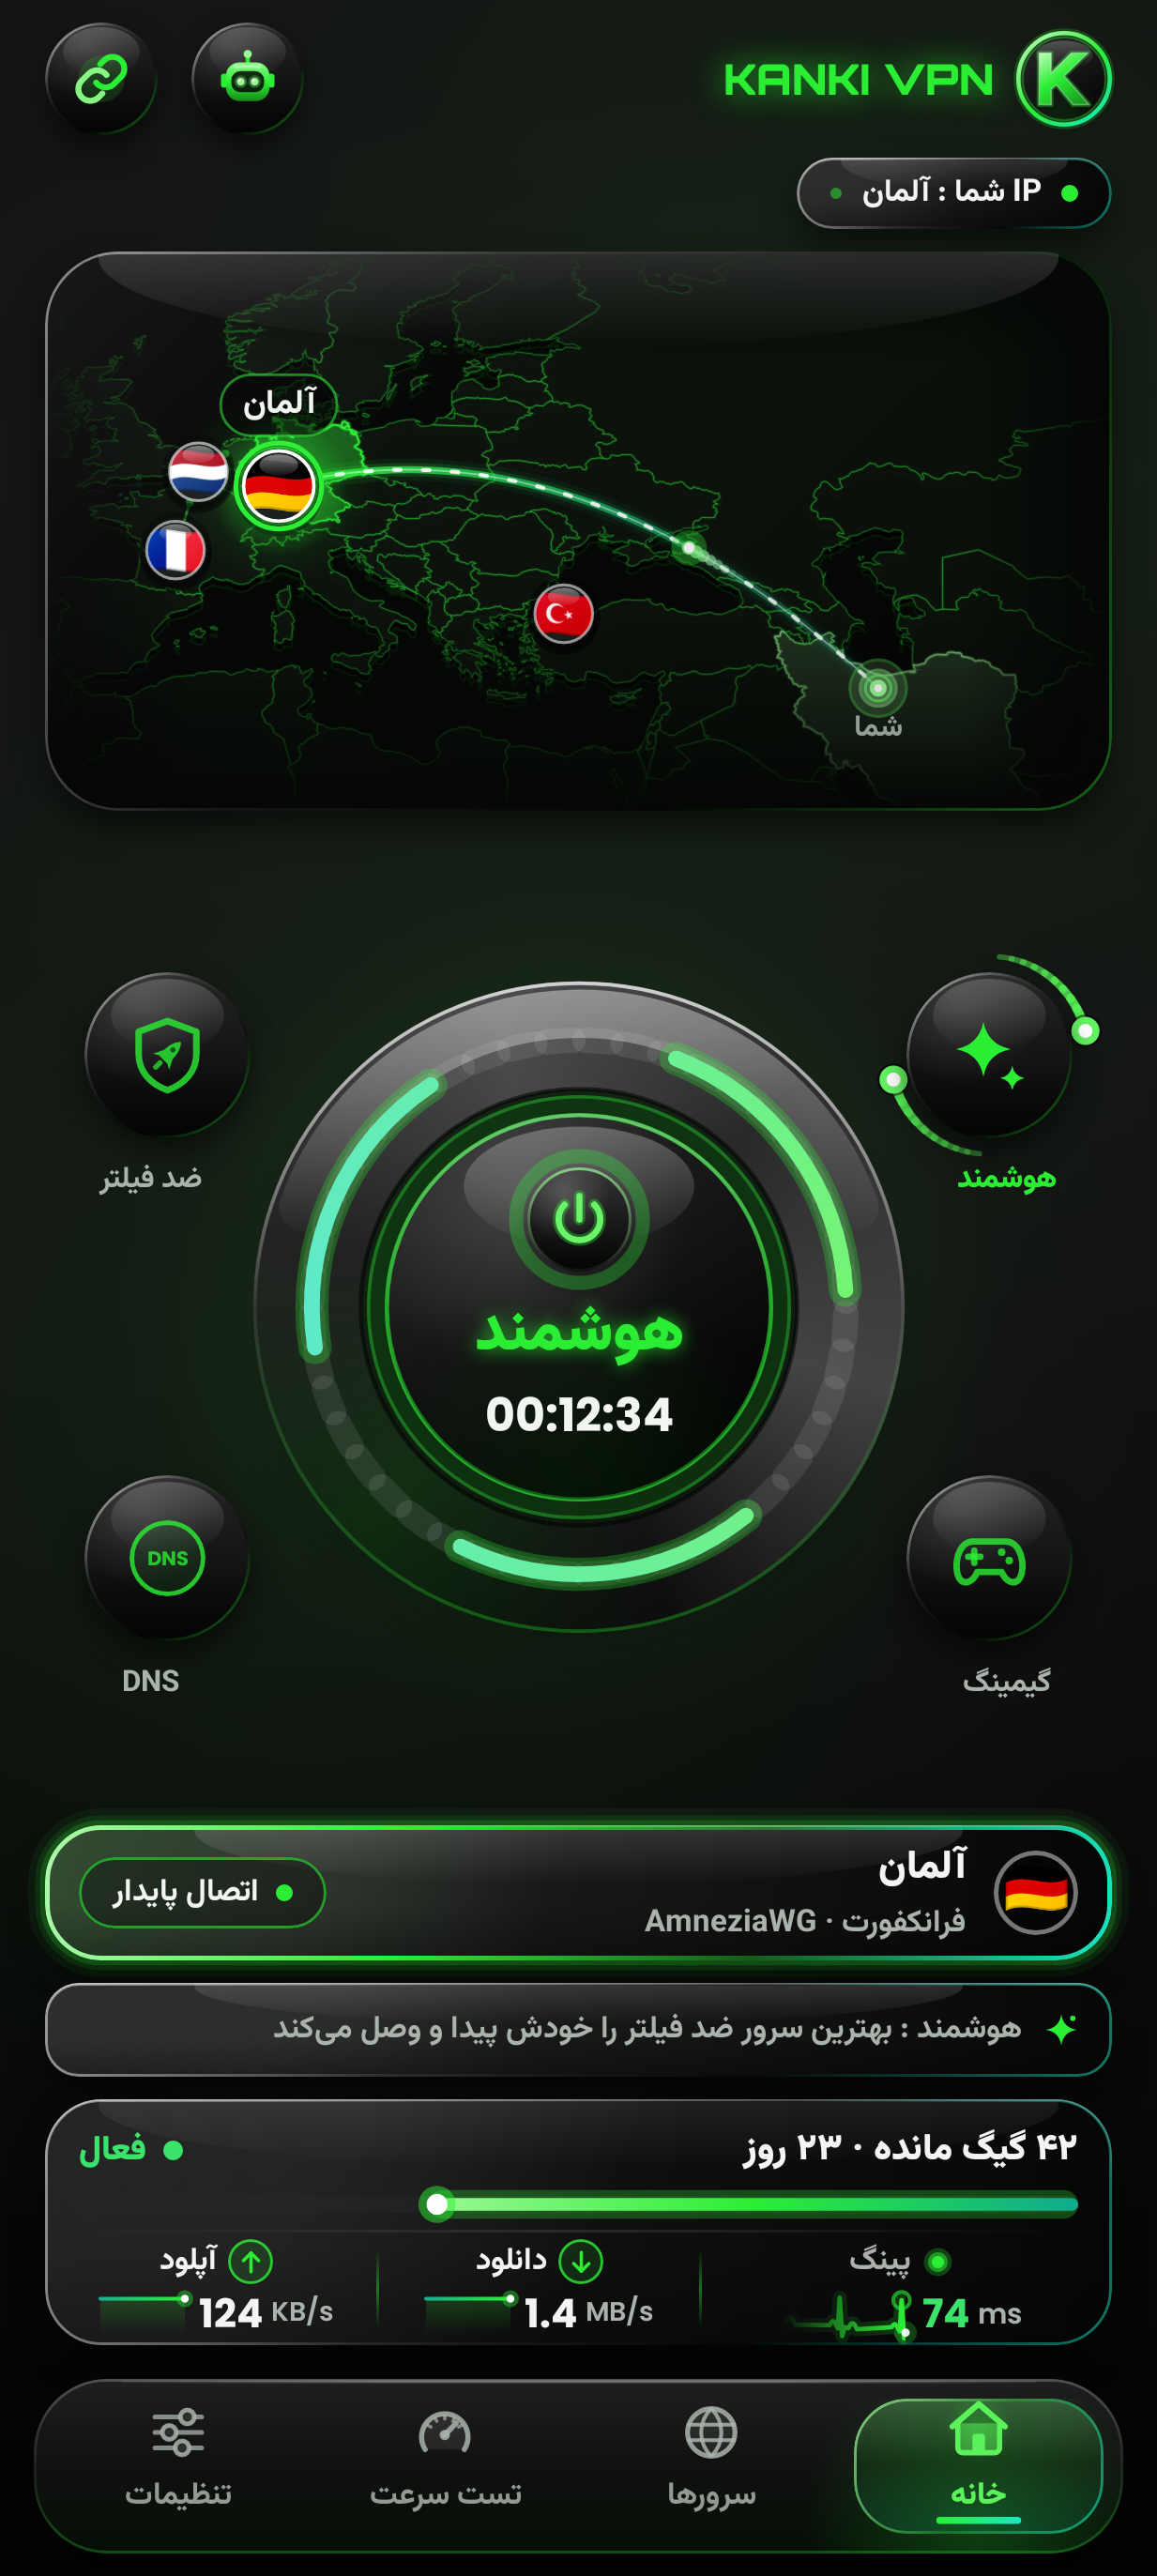 KANKI VPN
IP شما : آلمان
آلمان
شما
هوشمند
ضد فیلتر
هوشمند
00:12:34
گیمینگ
DNS
DNS
آلمان
فرانکفورت · AmneziaWG
اتصال پایدار
هوشمند : بهترین سرور ضد فیلتر را خودش پیدا و وصل می‌کند
۴۲ گیگ مانده · ۲۳ روز
فعال
پینگ
74 ms
دانلود
1.4 MB/s
آپلود
124 KB/s
خانه
سرورها
تست سرعت
تنظیمات